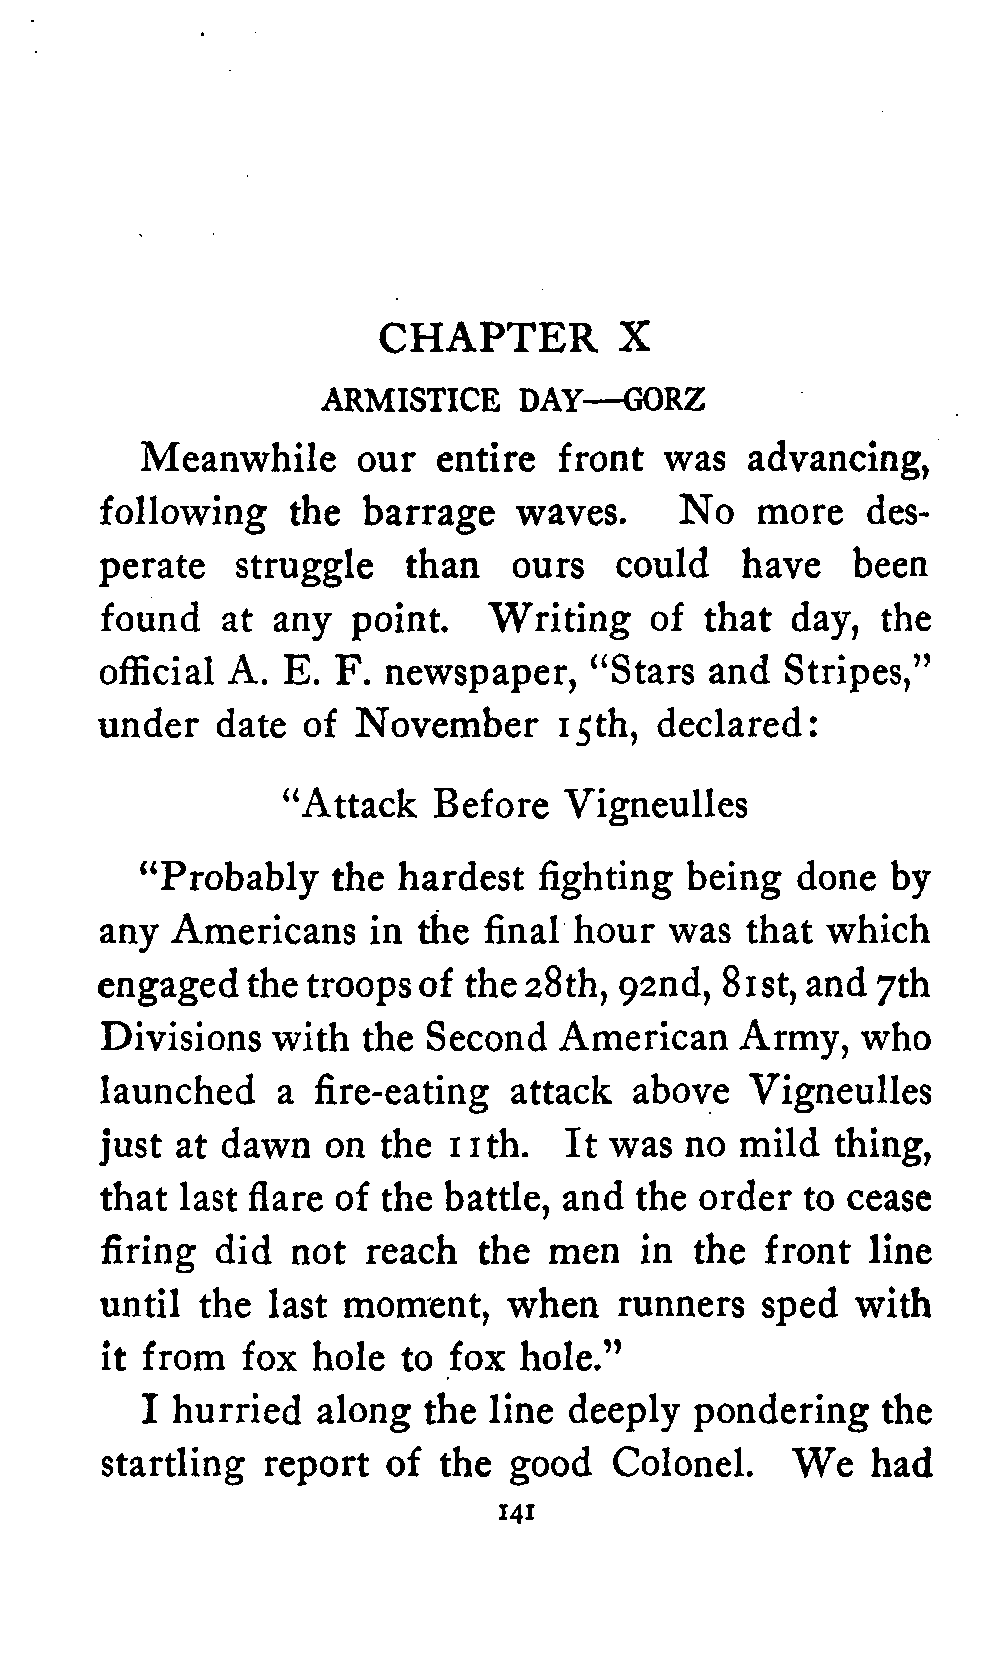 CHAPTER X
ARMISTICE DAY—GORZ
Meanwhile our entire front was advancing,
following the barrage waves. No more des-
perate struggle than ours could have been
found at any point. Writing of that day, the
official A. E. F. newspaper, “Stars and Stripes,”
under date of November 15th, declared:
“Attack Before Vigneulles
“Probably the hardest fighting being done by
any Americans in the final hour was that which
engaged the troops of the 28th, 92nd, 81st, and 7th
Divisions with the Second American Army, who
launched a fire-eating attack above Vigneulles
just at dawn on the 11th. It was no mild thing,
that last flare of the battle, and the order to cease
firing did not reach the men in the front line
until the last moment, when runners sped with
it from fox hole to fox hole.”
I hurried along the line deeply pondering the
startling report of the good Colonel. We had
141